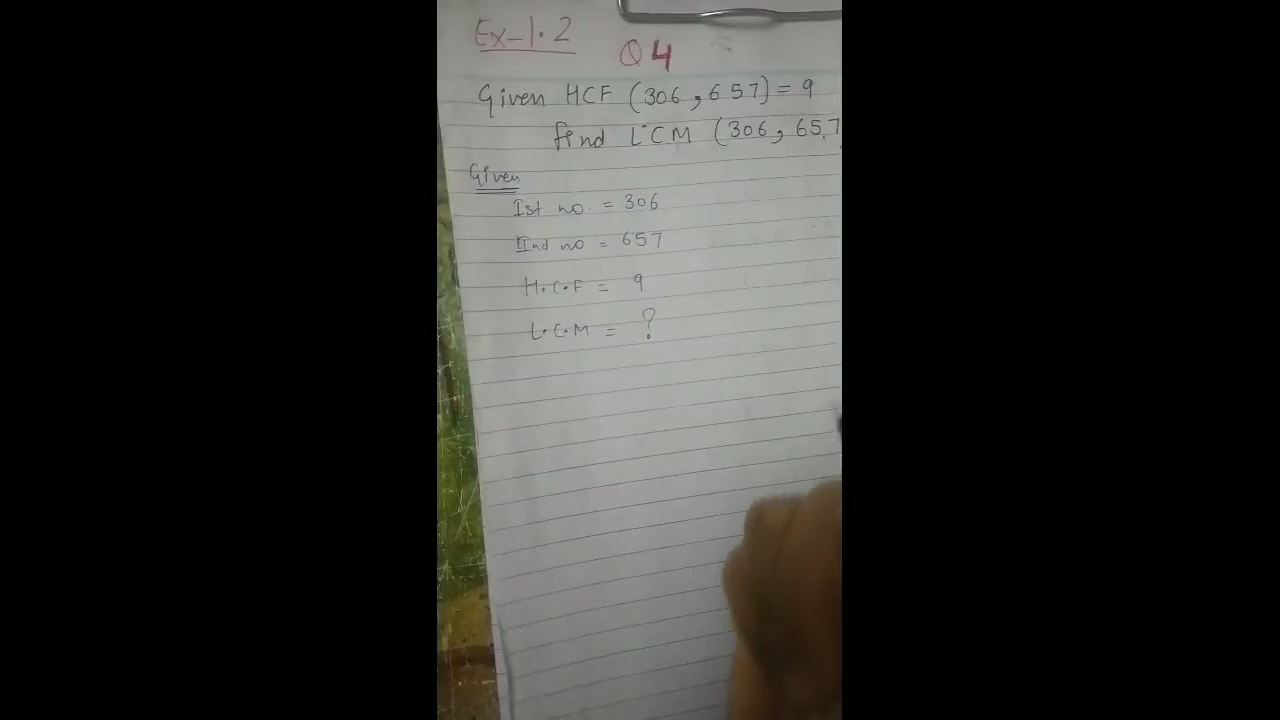 Ex-1.2
Q4
Given HCF (306, 657) = 9
find LCM (306, 657
Given
Ist no. = 306
IInd no = 657
H.C.F = 9
L.C.M = ?